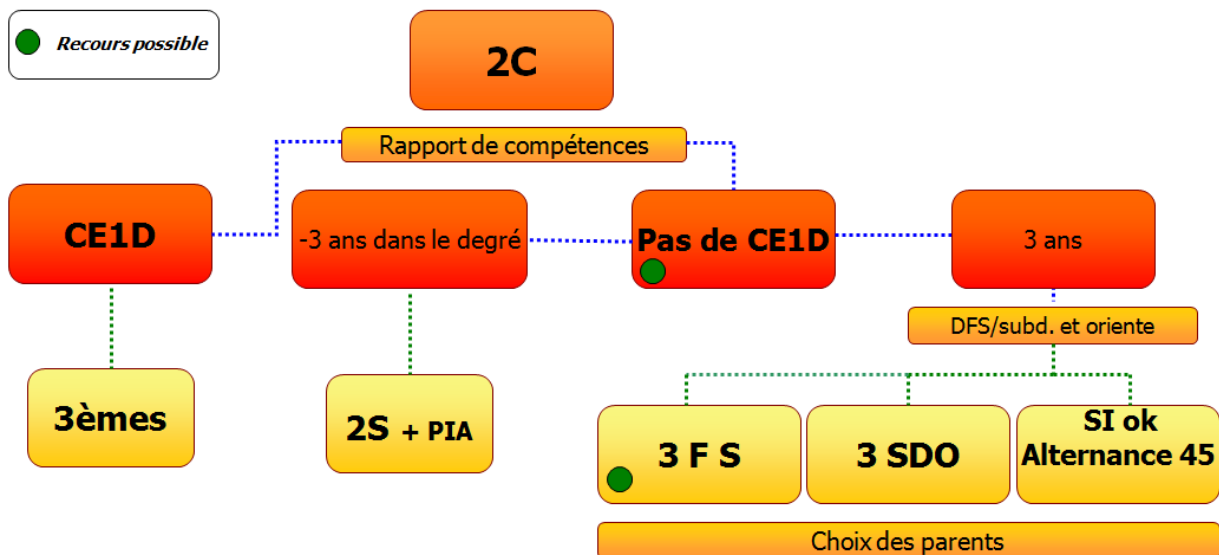 Recours possible
2C
Rapport de compétences
CE1D
-3 ans dans le degré
Pas de CE1D
3 ans
DFS/subd. et oriente
3èmes
2S + PIA
3 F S
3 SDO
SI ok
Alternance 45
Choix des parents